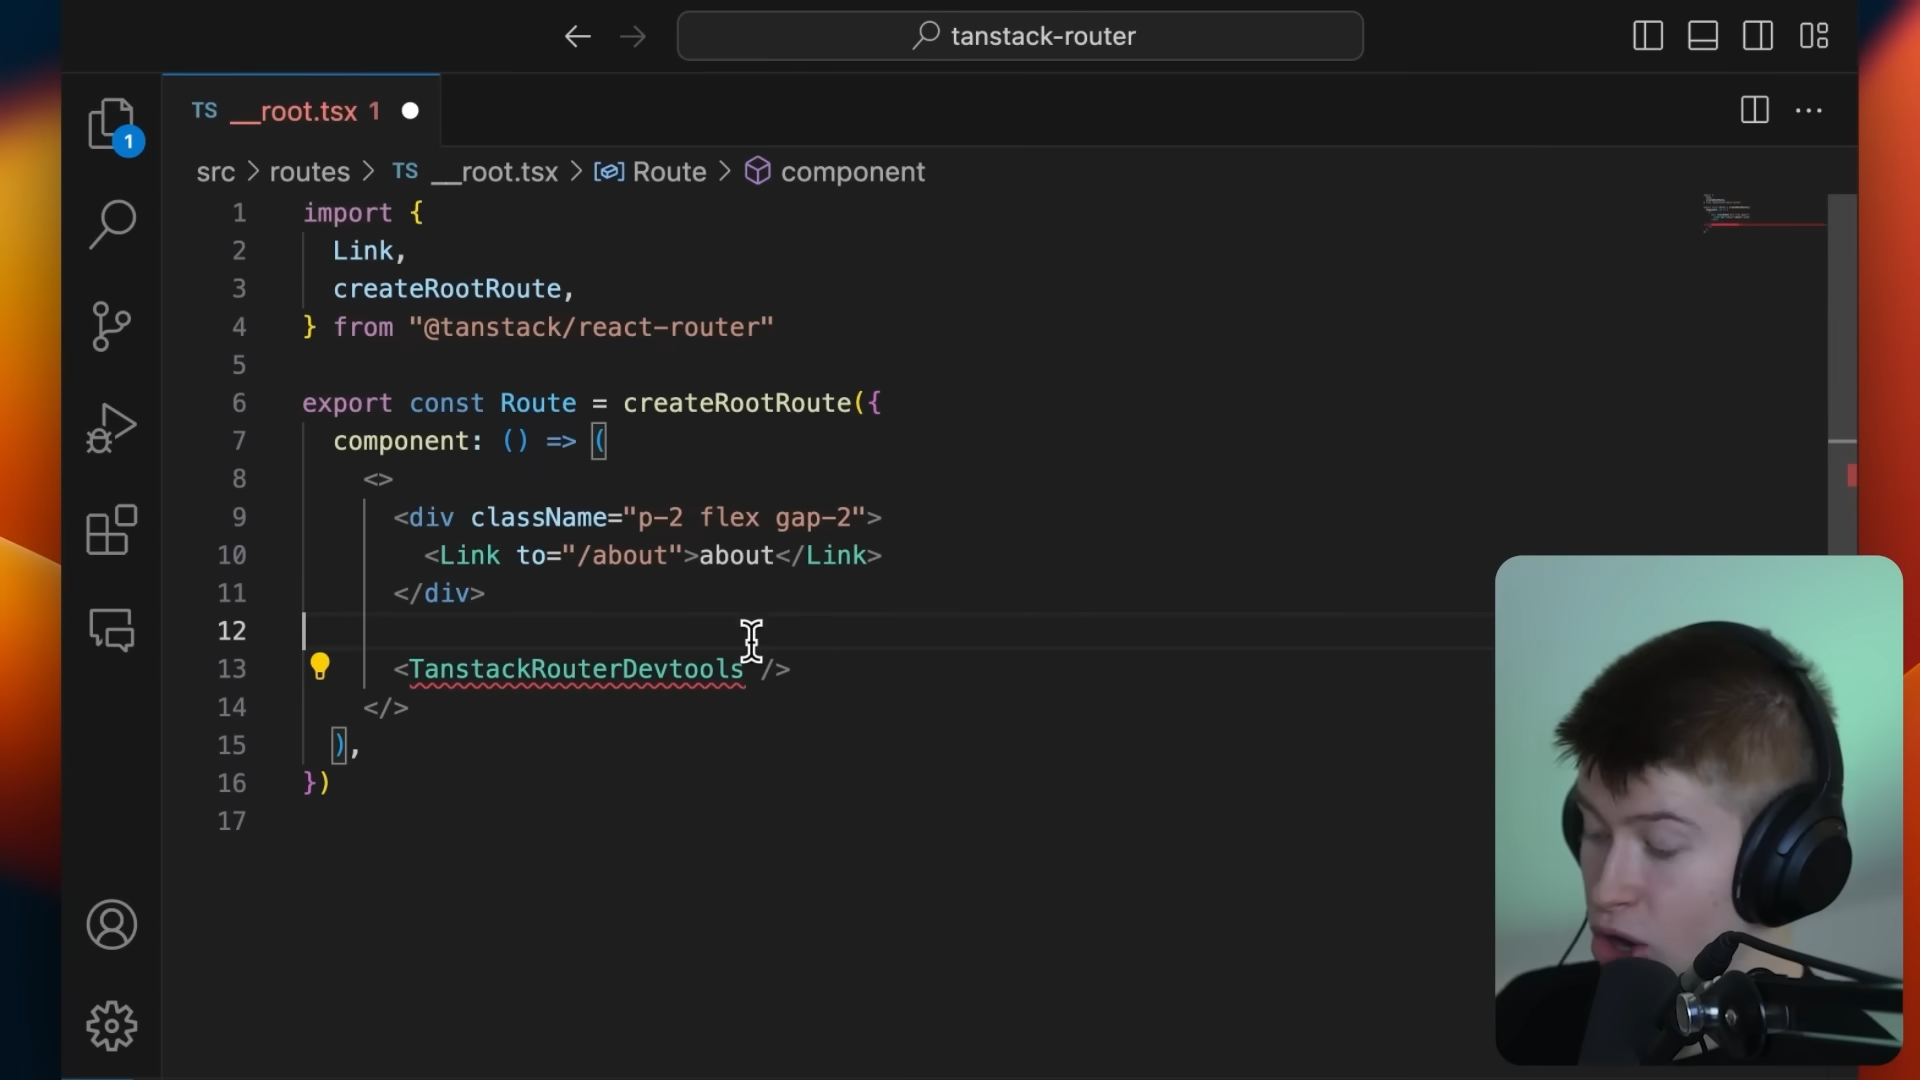 tanstack-router
TS __root.tsx 1
1
src > routes > TS __root.tsx > Route > component
1 import {
2 Link,
3 createRootRoute,
4 } from "@tanstack/react-router"
5
6 export const Route = createRootRoute({
7 component: () => (
8 <>
9 <div className="p-2 flex gap-2">
10 <Link to="/about">about</Link>
11 </div>
12
13 <TanstackRouterDevtools />
14 </>
15 ),
16 })
17